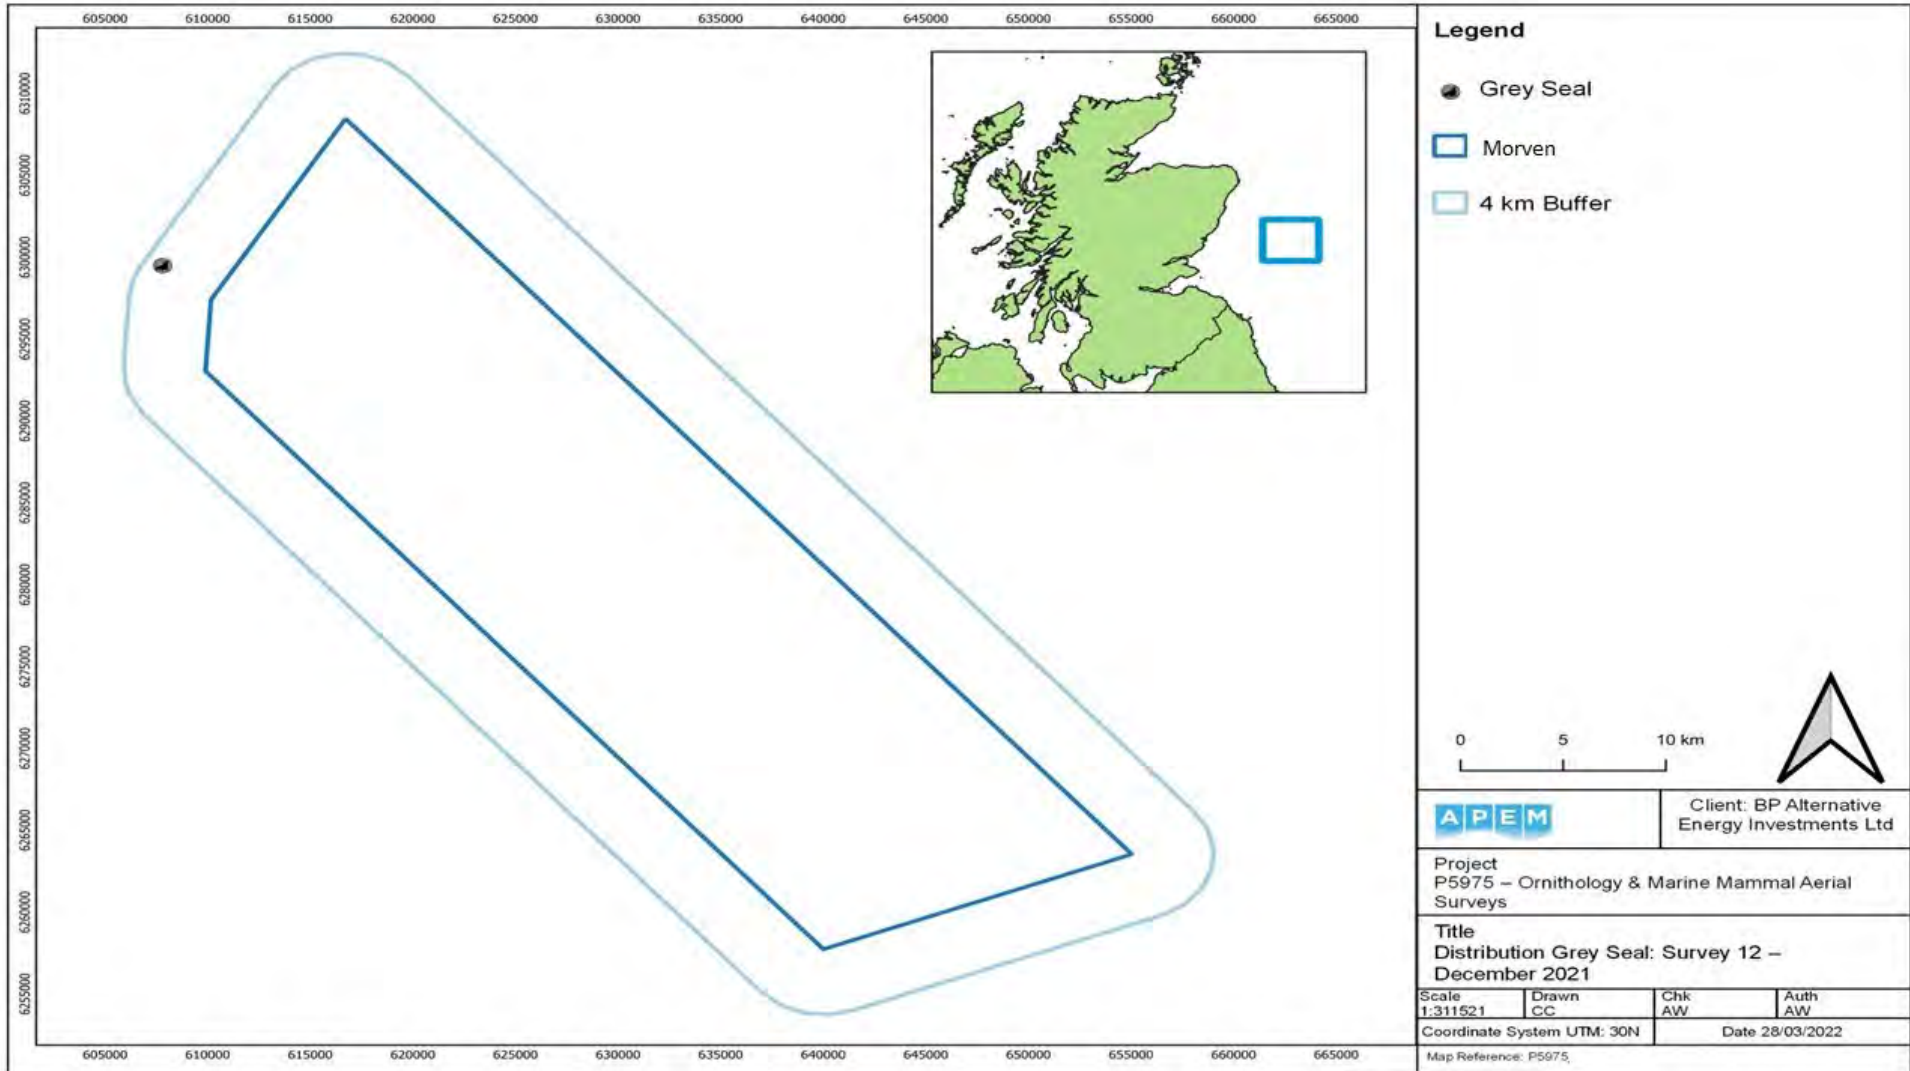 605000 610000 615000 620000 625000 630000 635000 640000 645000 650000 655000 660000 665000
6310000
6305000
6300000
6295000
6290000
6285000
6280000
6275000
6270000
6265000
6260000
6255000
605000 610000 615000 620000 625000 630000 635000 640000 645000 650000 655000 660000 665000
Legend
Grey Seal
Morven
4 km Buffer
0 5 10 km
APEM
Client: BP Alternative
Energy Investments Ltd
Project
P5975 – Ornithology & Marine Mammal Aerial
Surveys
Title
Distribution Grey Seal: Survey 12 –
December 2021
Scale Drawn Chk Auth
1:311521 CC AW AW
Coordinate System UTM: 30N Date 28/03/2022
Map Reference: P5975